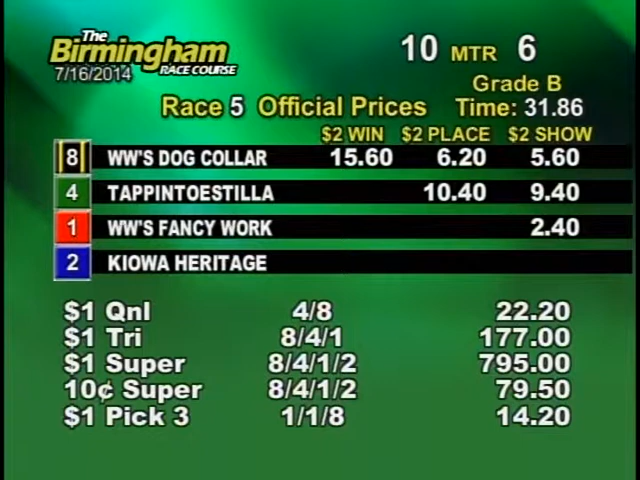 The
Birmingham
RACE COURSE
7/16/2014
10 MTR 6
Grade B
Race 5 Official Prices Time: 31.86
$2 WIN $2 PLACE $2 SHOW
8 WW'S DOG COLLAR 15.60 6.20 5.60
4 TAPPINTOESTILLA 10.40 9.40
1 WW'S FANCY WORK 2.40
2 KIOWA HERITAGE
$1 Qnl 4/8 22.20
$1 Tri 8/4/1 177.00
$1 Super 8/4/1/2 795.00
10¢ Super 8/4/1/2 79.50
$1 Pick 3 1/1/8 14.20